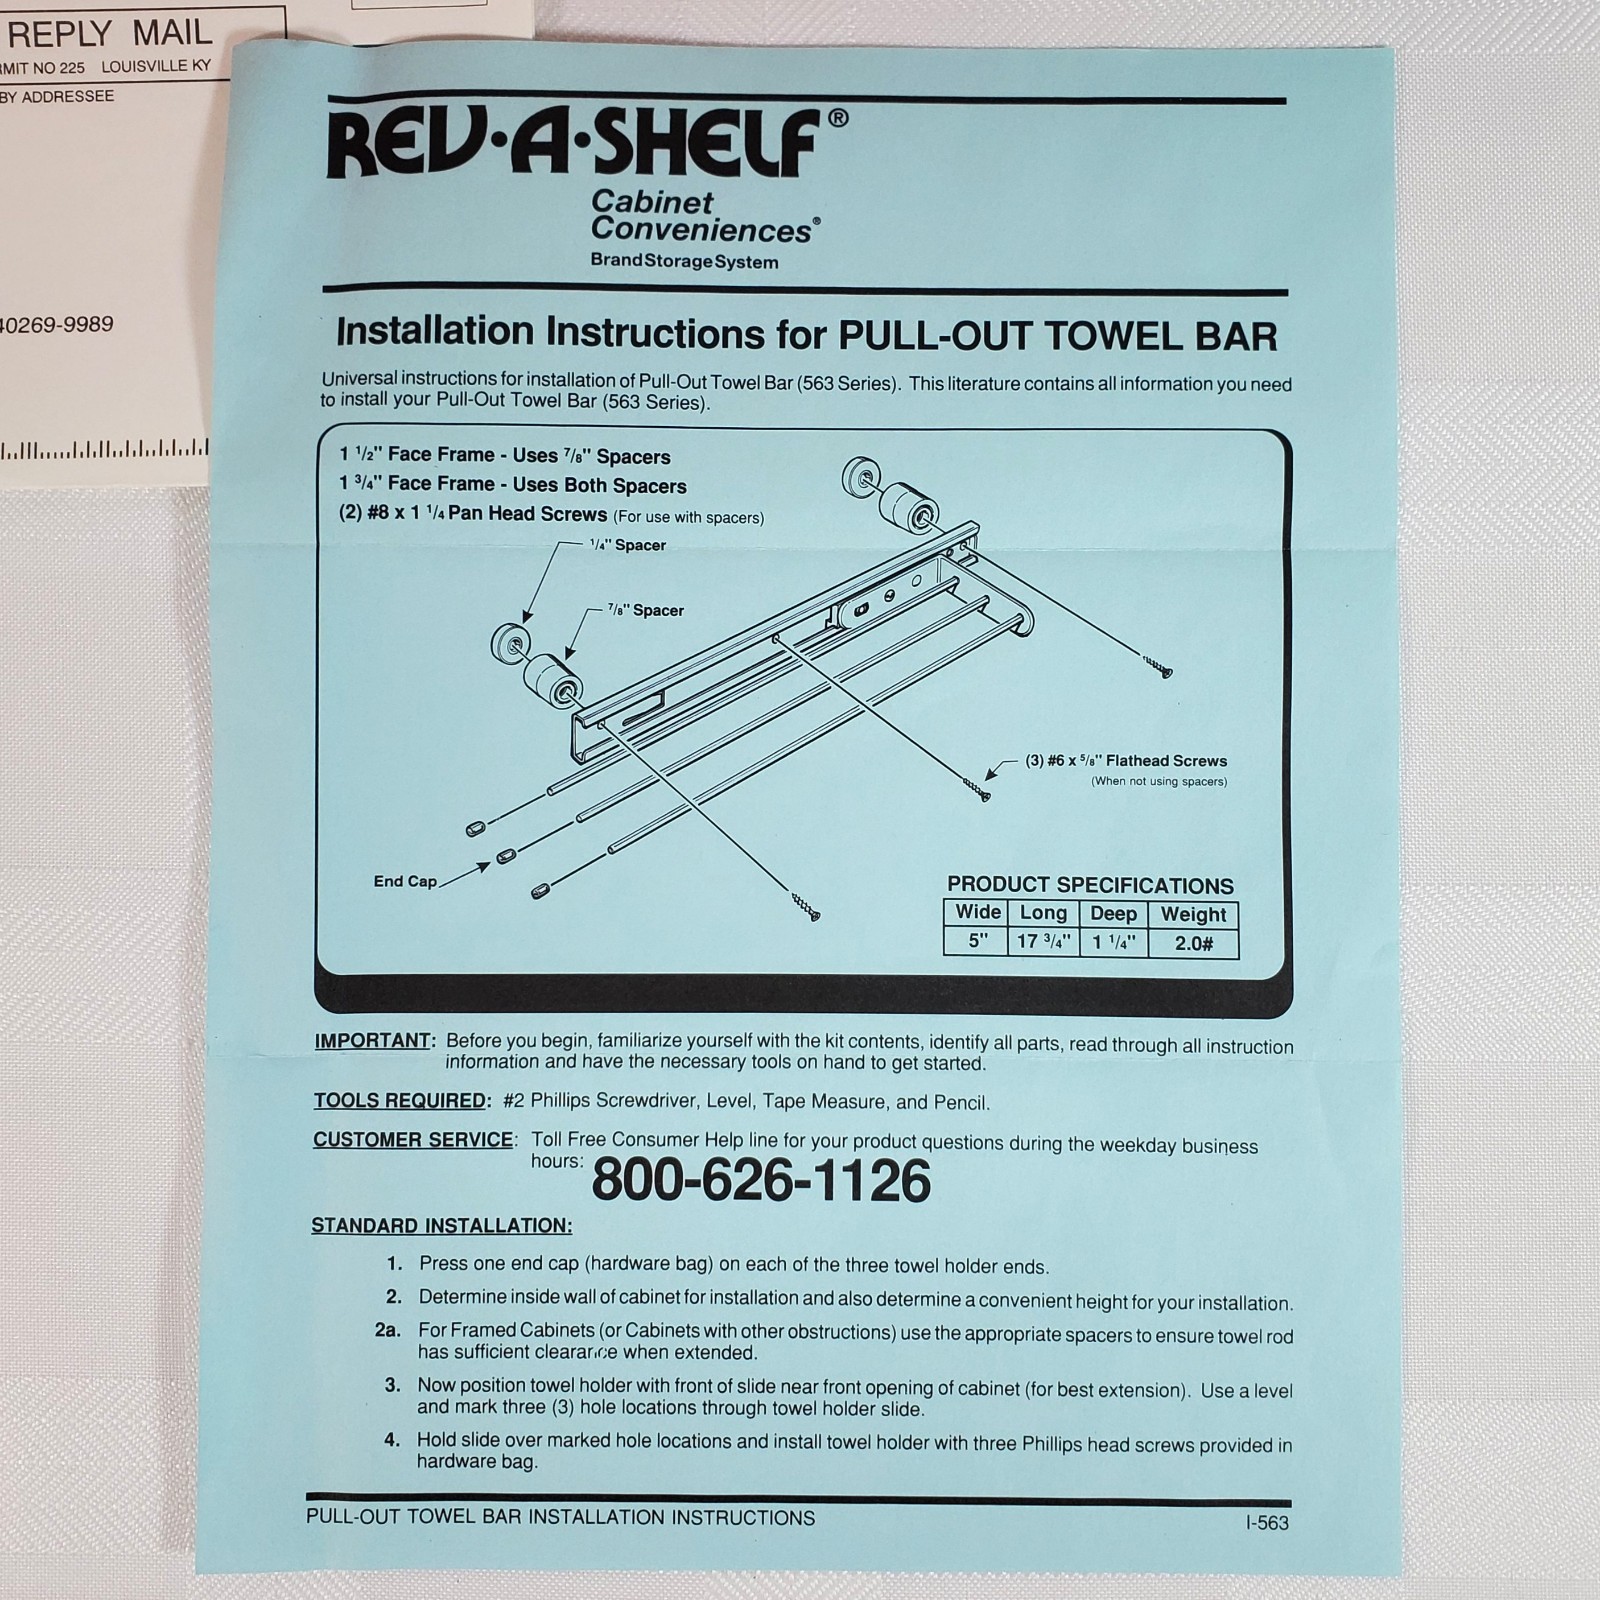 REPLY MAIL
NO 225 LOUISVILLE KY
BY ADDRESSEE
40269-9989
REV·A·SHELF®
Cabinet
Conveniences®
Brand Storage System
Installation Instructions for PULL-OUT TOWEL BAR
Universal instructions for installation of Pull-Out Towel Bar (563 Series). This literature contains all information you need
to install your Pull-Out Towel Bar (563 Series).
1 1/2" Face Frame - Uses 7/8" Spacers
1 3/4" Face Frame - Uses Both Spacers
(2) #8 x 1 1/4 Pan Head Screws (For use with spacers)
1/4" Spacer
7/8" Spacer
(3) #6 x 5/8" Flathead Screws
(When not using spacers)
End Cap
PRODUCT SPECIFICATIONS
Wide Long Deep Weight
5" 17 3/4" 1 1/4" 2.0#
IMPORTANT: Before you begin, familiarize yourself with the kit contents, identify all parts, read through all instruction
information and have the necessary tools on hand to get started.
TOOLS REQUIRED: #2 Phillips Screwdriver, Level, Tape Measure, and Pencil.
CUSTOMER SERVICE: Toll Free Consumer Help line for your product questions during the weekday business
hours: 800-626-1126
STANDARD INSTALLATION:
1. Press one end cap (hardware bag) on each of the three towel holder ends.
2. Determine inside wall of cabinet for installation and also determine a convenient height for your installation.
2a. For Framed Cabinets (or Cabinets with other obstructions) use the appropriate spacers to ensure towel rod
has sufficient clearance when extended.
3. Now position towel holder with front of slide near front opening of cabinet (for best extension). Use a level
and mark three (3) hole locations through towel holder slide.
4. Hold slide over marked hole locations and install towel holder with three Phillips head screws provided in
hardware bag.
PULL-OUT TOWEL BAR INSTALLATION INSTRUCTIONS
I-563